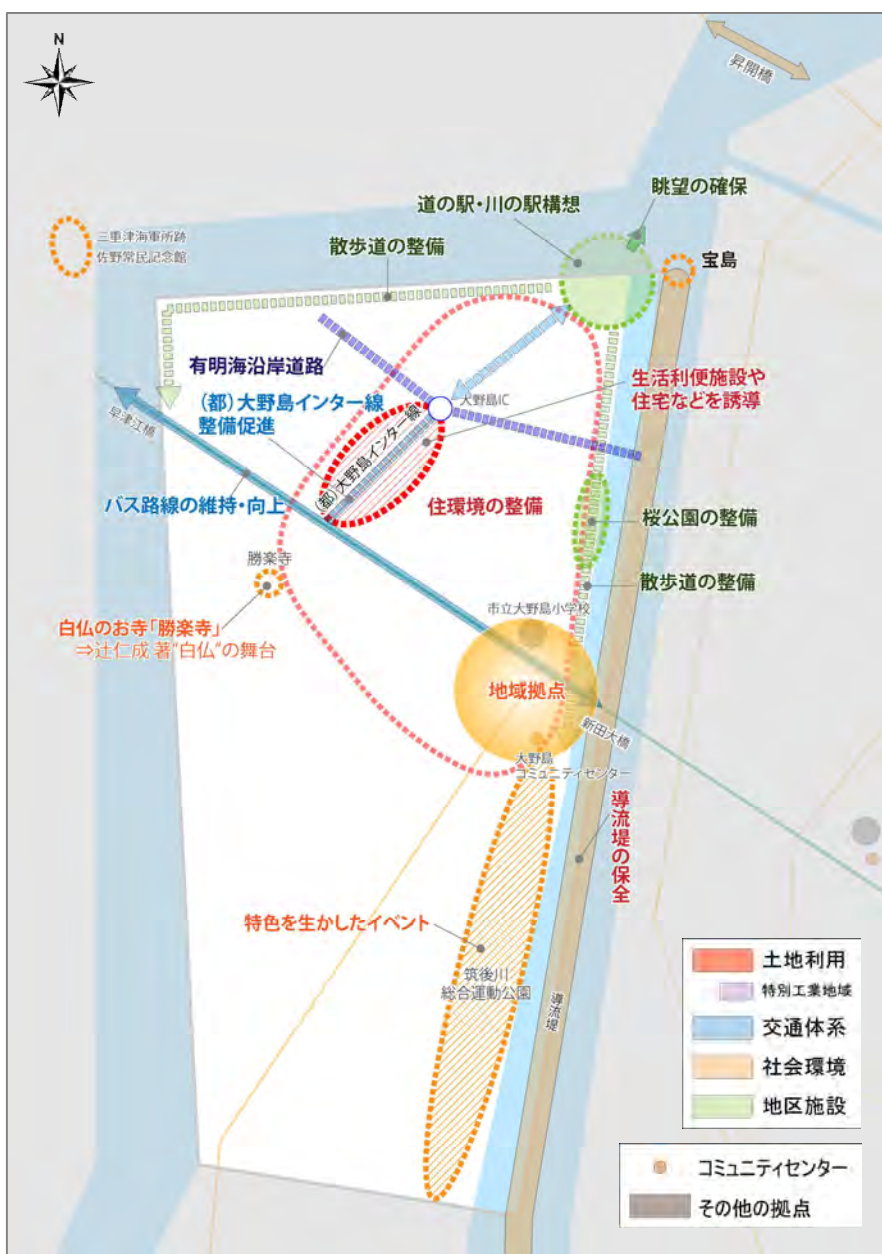 N
昇開橋
眺望の確保
道の駅・川の駅構想
三重津海軍所跡
佐野常民記念館
散歩道の整備
宝島
有明海沿岸道路
大野島IC
生活利便施設や
住宅などを誘導
(都)大野島インター線
整備促進
(都)大野島インター線
早津江橋
バス路線の維持・向上
住環境の整備
桜公園の整備
勝楽寺
散歩道の整備
市立大野島小学校
白仏のお寺「勝楽寺」
⇒辻仁成 著“白仏“の舞台
地域拠点
新田大橋
大野島
コミュニティセンター
導流堤の保全
特色を生かしたイベント
筑後川
総合運動公園
導流堤
土地利用
特別工業地域
交通体系
社会環境
地区施設
コミュニティセンター
その他の拠点